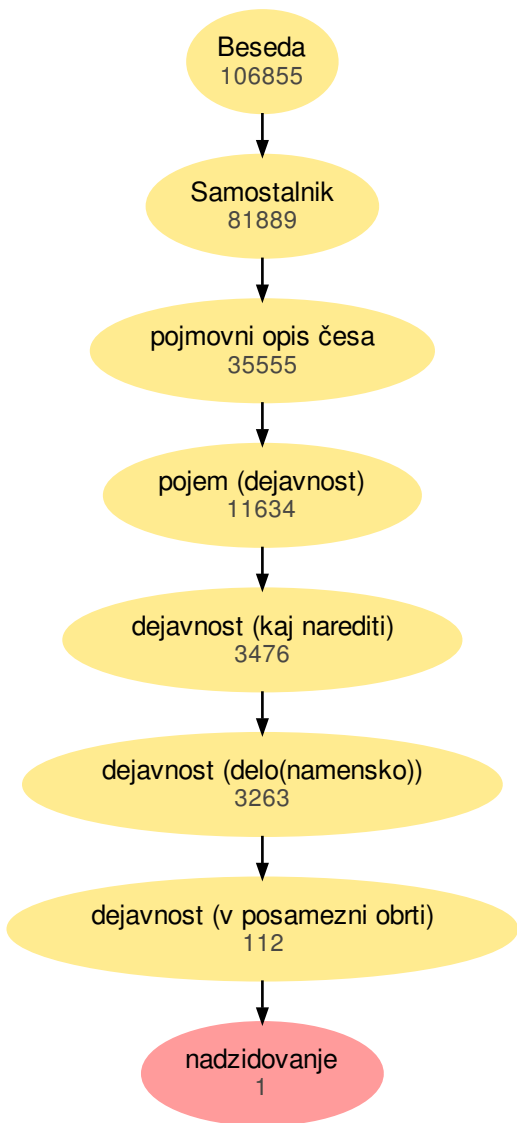 Beseda
106855
Samostalnik
81889
pojmovni opis česa
35555
pojem (dejavnost)
11634
dejavnost (kaj narediti)
3476
dejavnost (delo(namensko))
3263
dejavnost (v posamezni obrti)
112
nadzidovanje
1